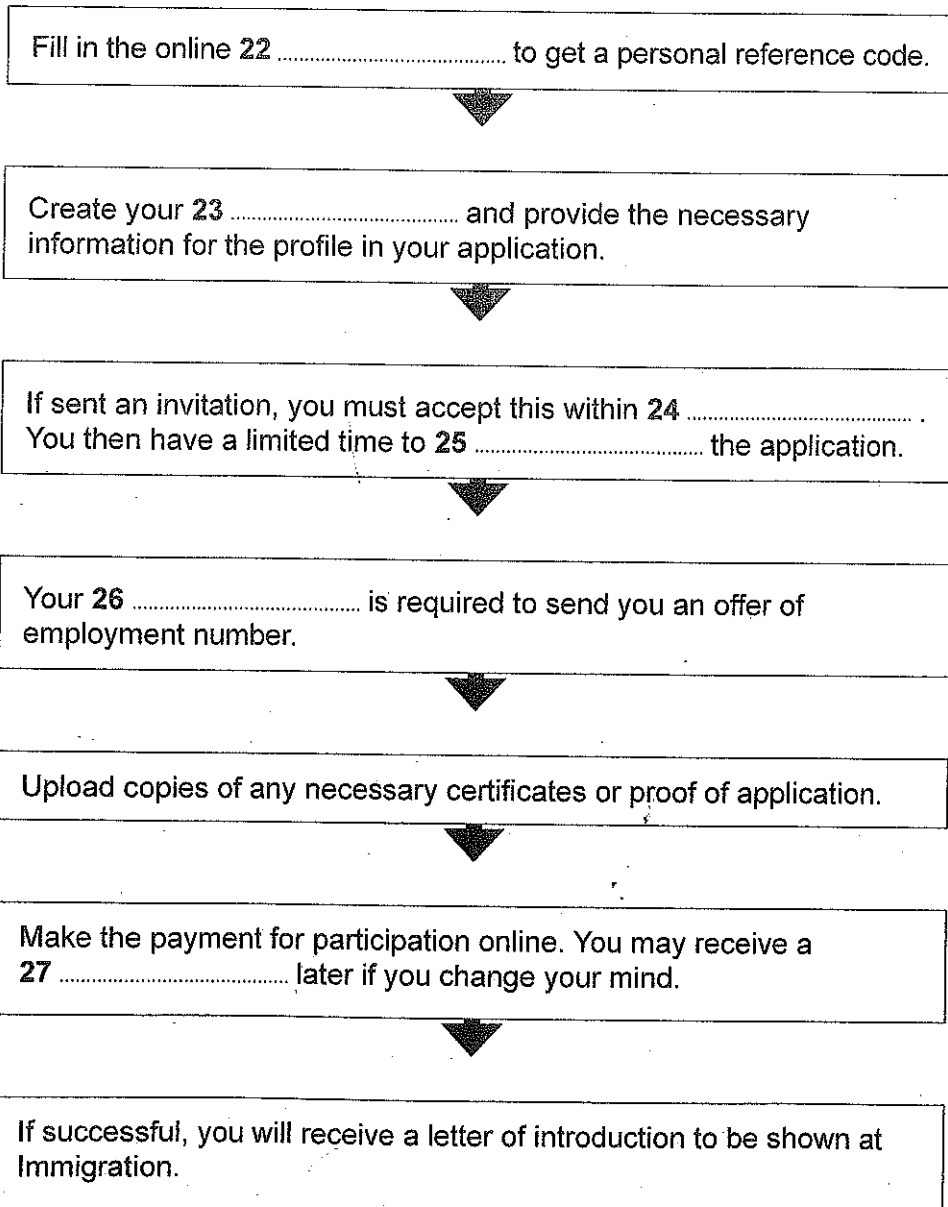 Fill in the online 22 ........................................ to get a personal reference code.
Create your 23 ........................................ and provide the necessary
information for the profile in your application.
If sent an invitation, you must accept this within 24 ........................................ .
You then have a limited time to 25 ........................................ the application.
Your 26 ........................................ is required to send you an offer of
employment number.
Upload copies of any necessary certificates or proof of application.
Make the payment for participation online. You may receive a
27 ........................................ later if you change your mind.
If successful, you will receive a letter of introduction to be shown at
Immigration.